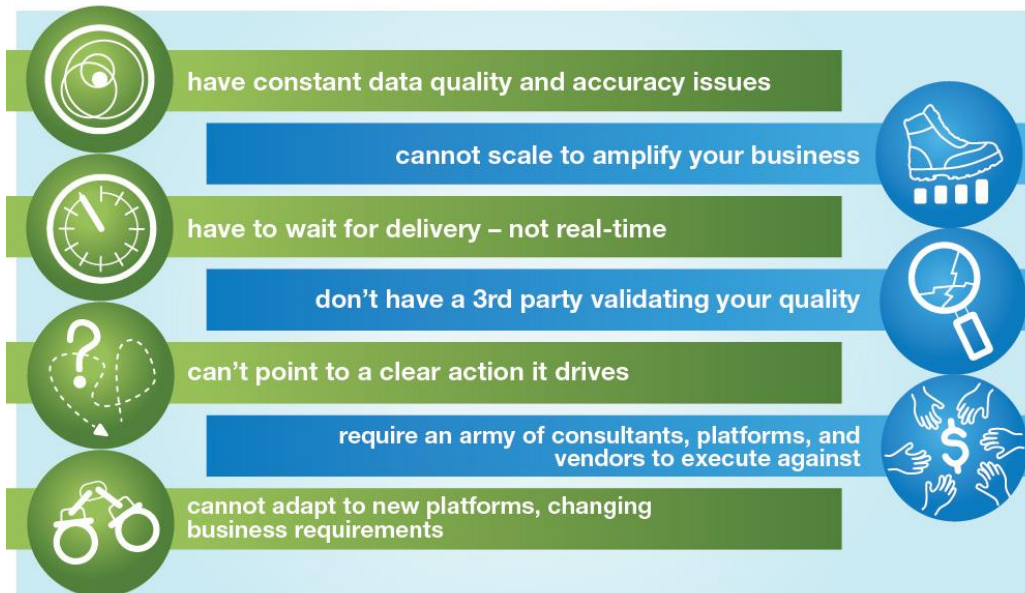 have constant data quality and accuracy issues
cannot scale to amplify your business
have to wait for delivery – not real-time
don’t have a 3rd party validating your quality
?
can’t point to a clear action it drives
require an army of consultants, platforms, and
vendors to execute against
$
cannot adapt to new platforms, changing
business requirements